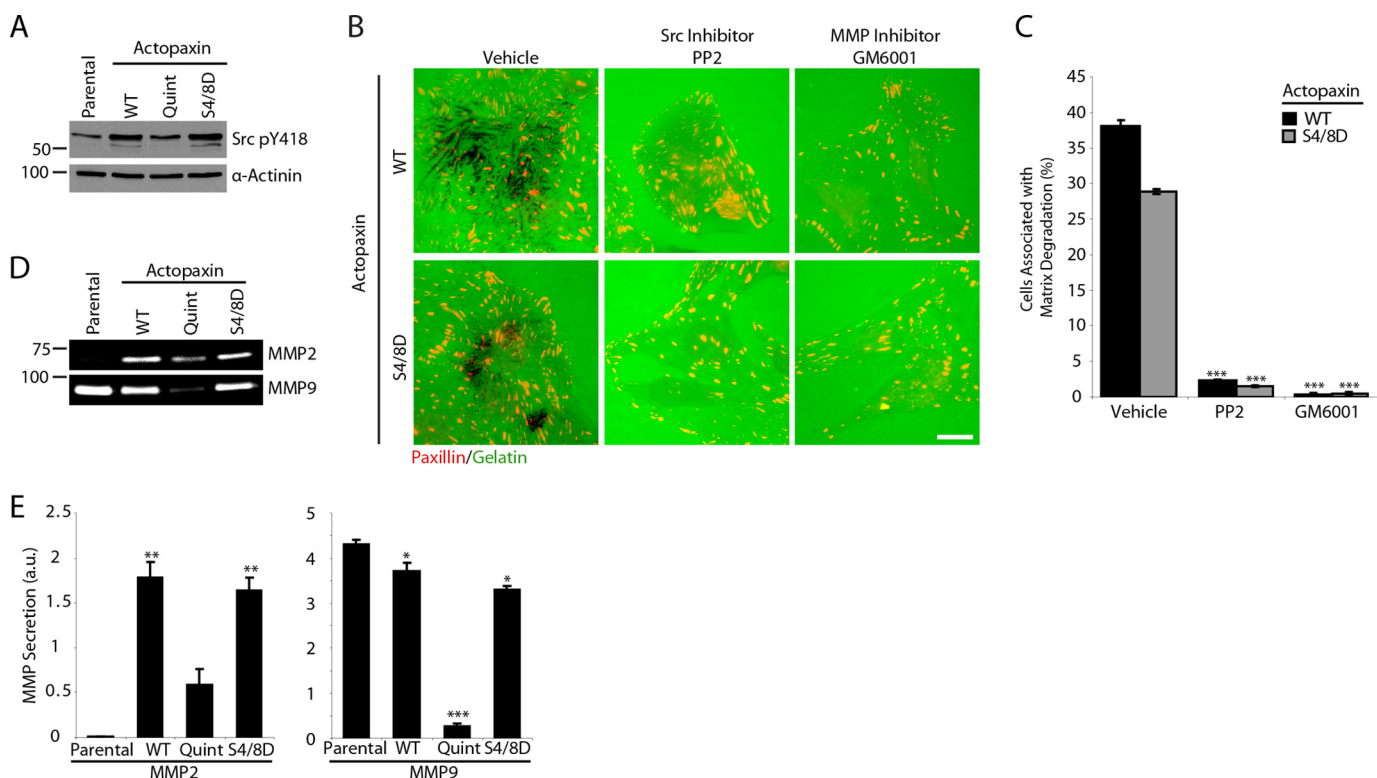 A
Actopaxin
Parental
WT
Quint
S4/8D
Src pY418
50
100
α-Actinin
B
Vehicle
Src Inhibitor
PP2
MMP Inhibitor
GM6001
Actopaxin
WT
S4/8D
Paxillin/Gelatin
C
Cells Associated with
Matrix Degradation (%)
45
40
35
30
25
20
15
10
5
0
Actopaxin
WT
S4/8D
*** ***
*** ***
Vehicle PP2 GM6001
D
Actopaxin
Parental
WT
Quint
S4/8D
75
MMP2
100
MMP9
E
MMP Secretion (a.u.)
2.5
2
1.5
1
0.5
0
** **
Parental WT Quint S4/8D
MMP2
5
4
3
2
1
0
* *** *
Parental WT Quint S4/8D
MMP9